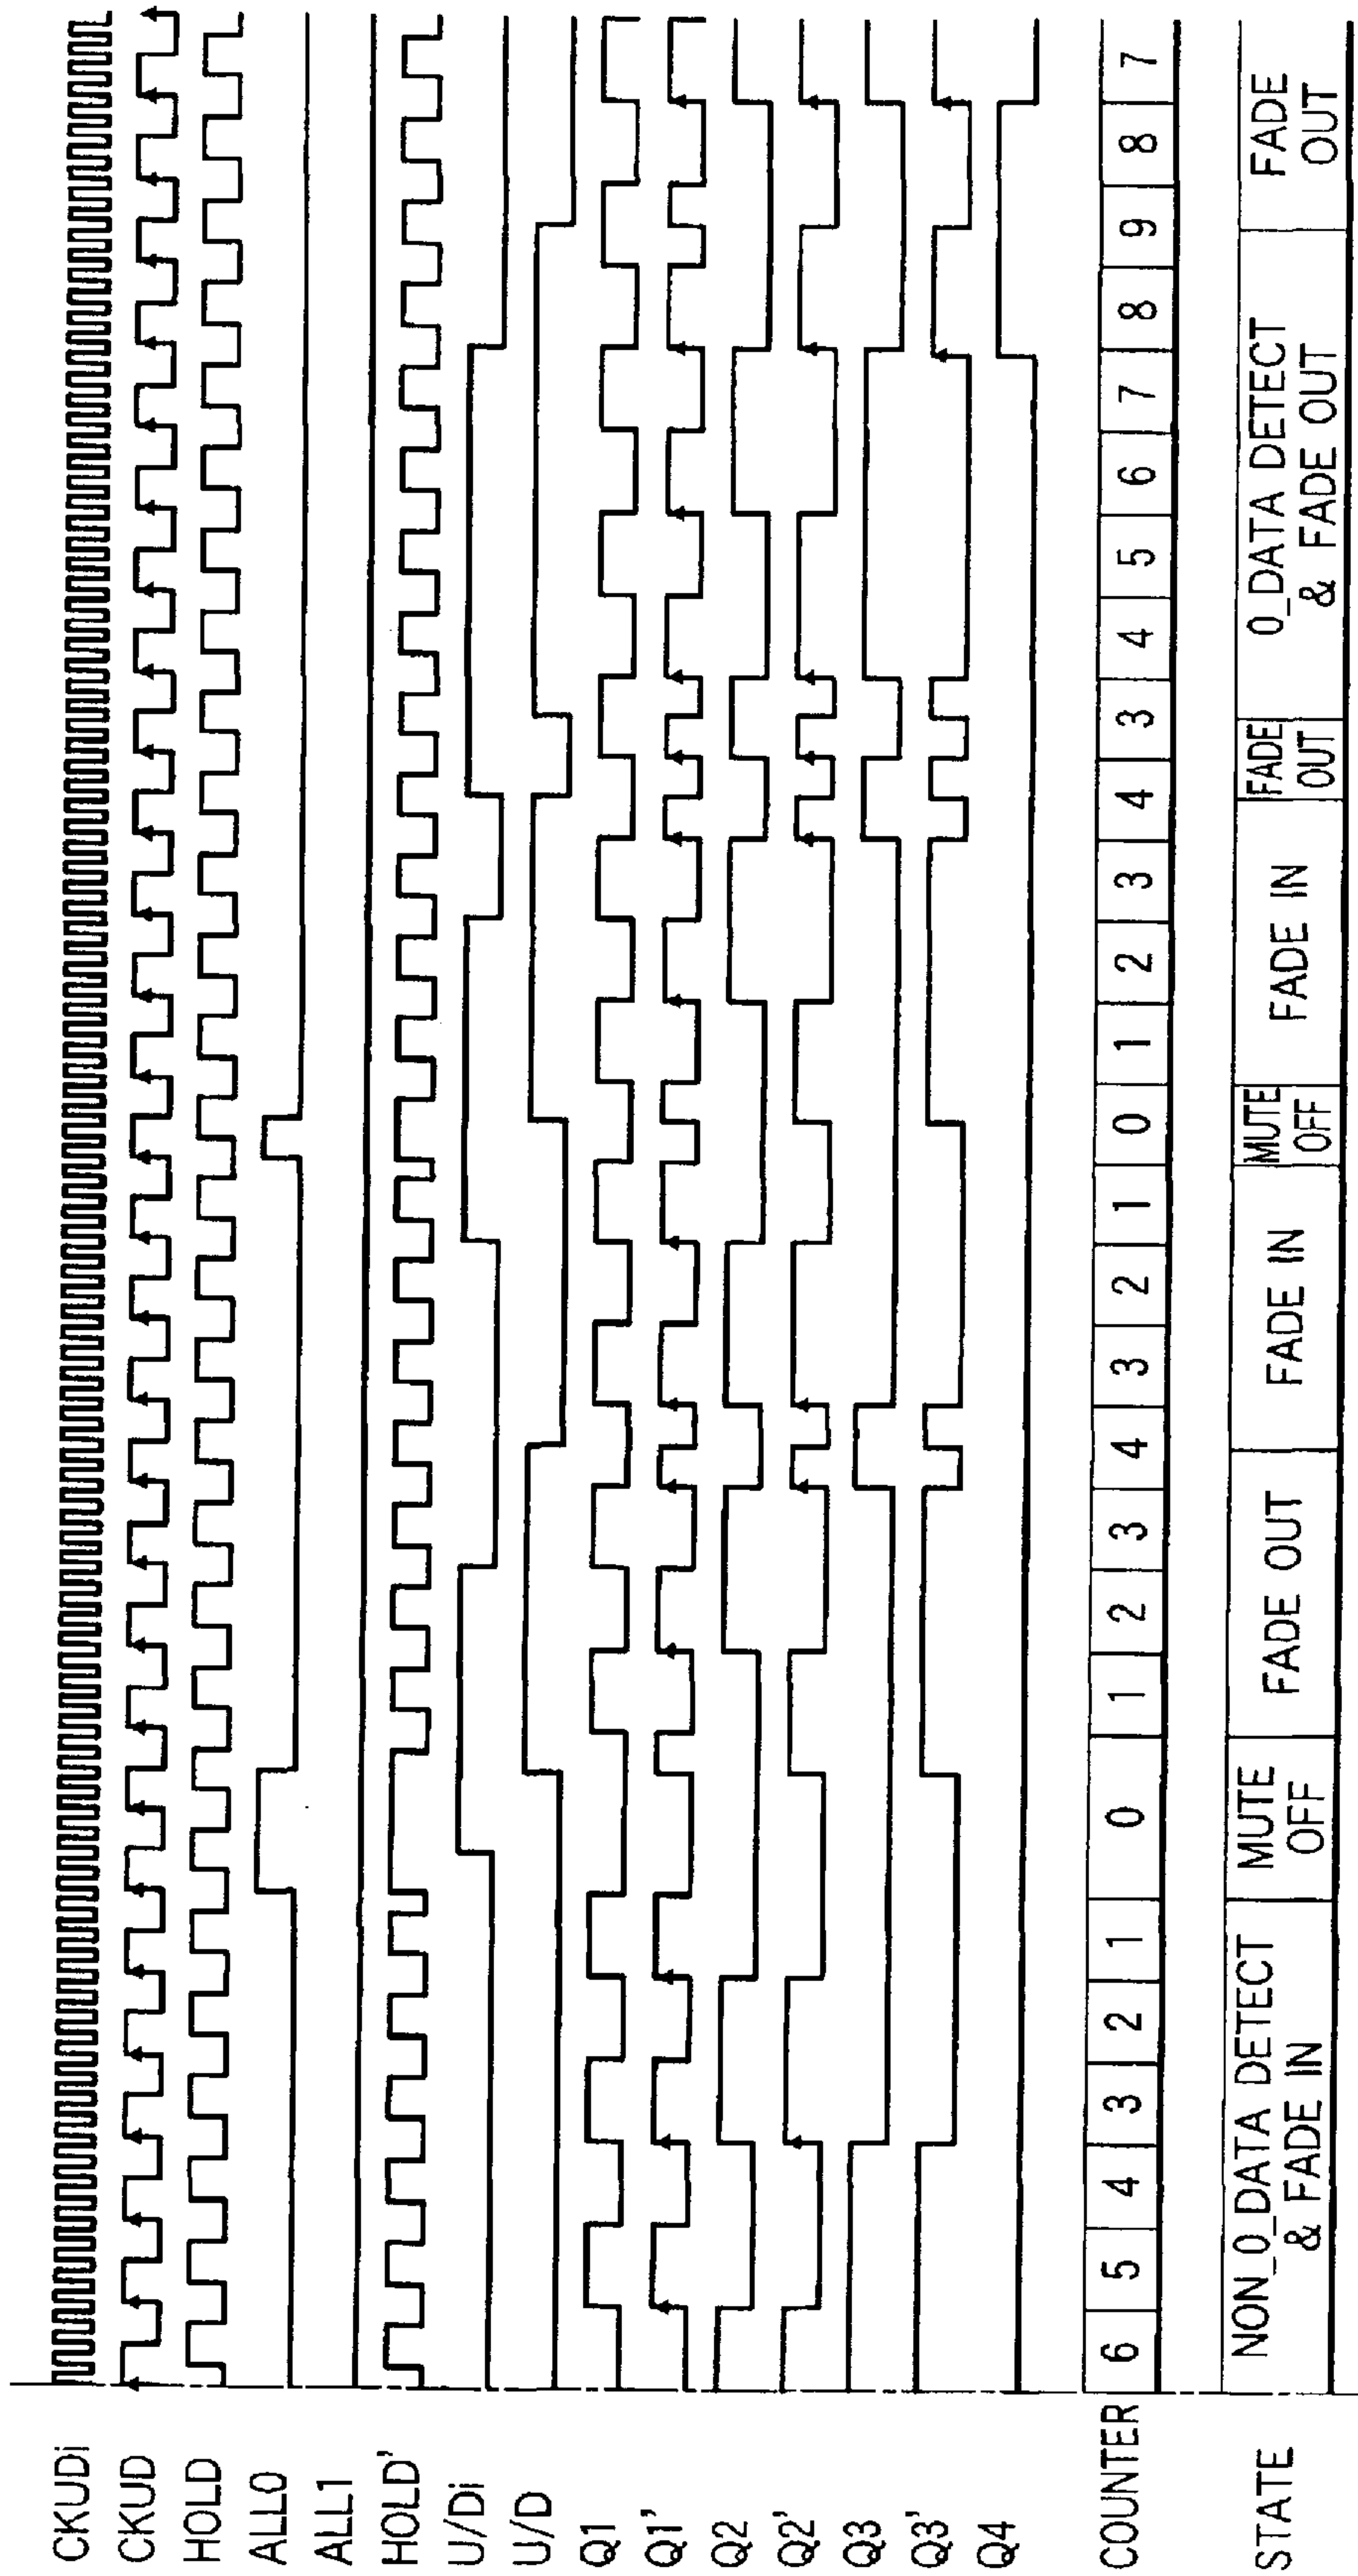 CKUDi
CKUD
HOLD
ALL0
ALL1
HOLD'
U/Di
U/D
Q1
Q1'
Q2
Q2'
Q3
Q3'
Q4
COUNTER 6 5 4 3 2 1 0 1 2 3 4 3 2 1 0 1 2 3 4 3 4 5 6 7 8 9 8 7
STATE
NON_0_DATA DETECT
& FADE IN
MUTE
OFF
FADE OUT
FADE IN
MUTE
OFF
FADE IN
FADE
OUT
0_DATA DETECT
& FADE OUT
FADE
OUT